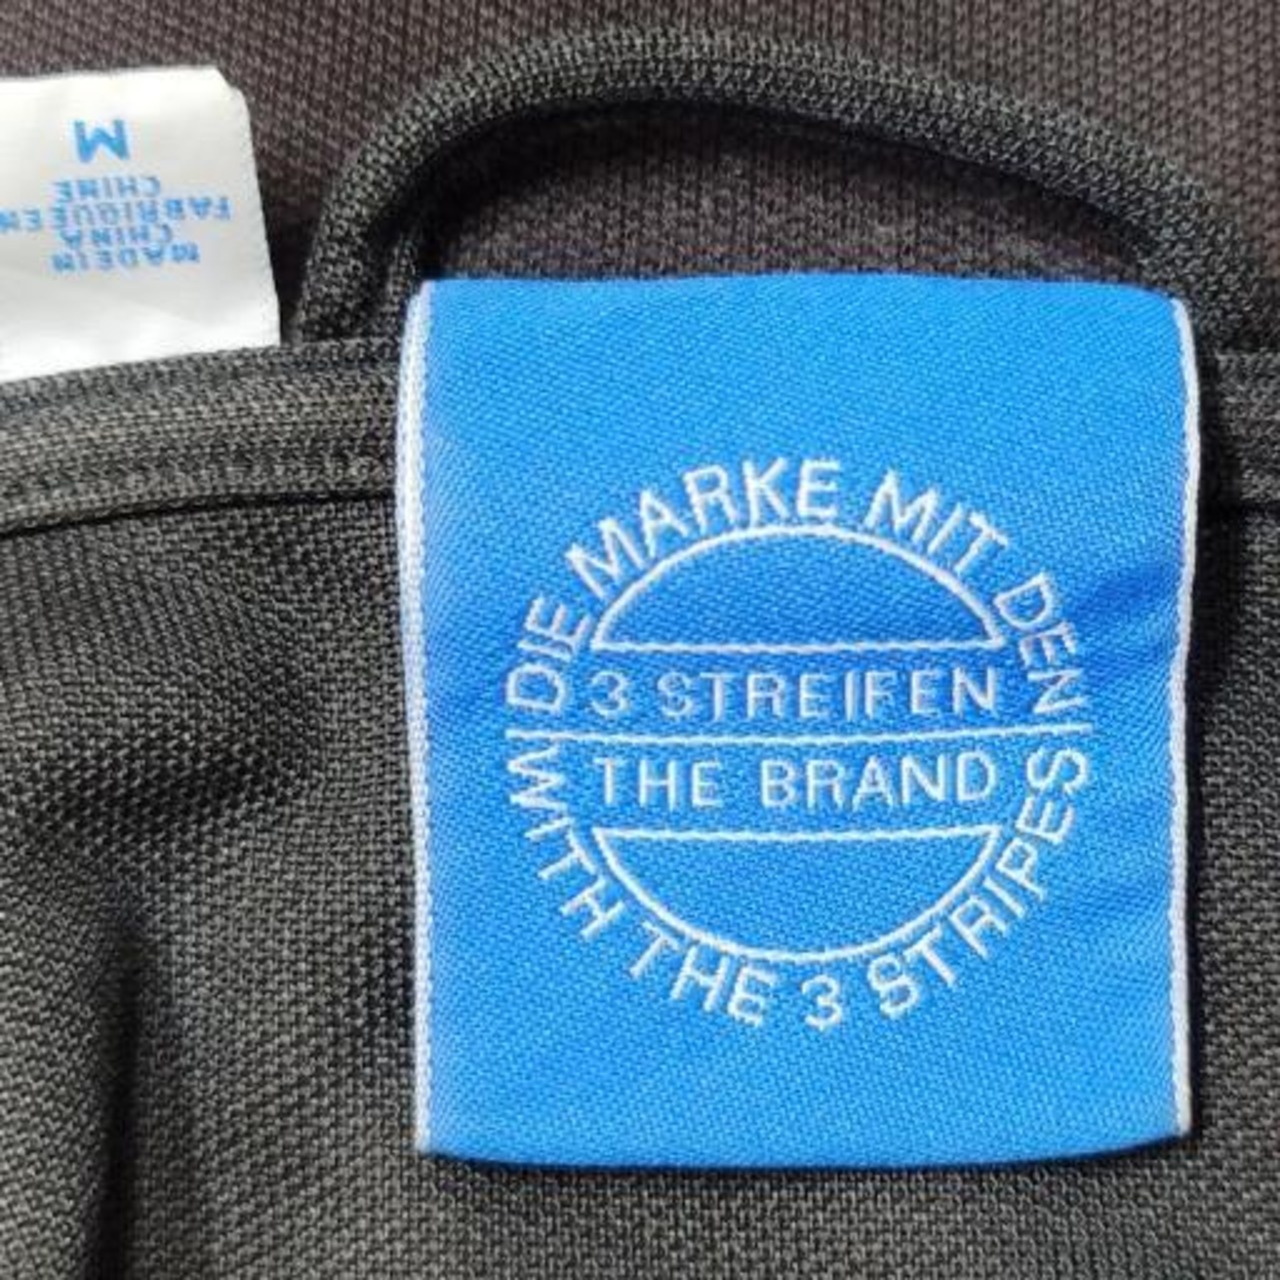 M
MADE IN
CHINA
FABRIQUE EN
CHINE
DIE MARKE MIT DEN
3 STREIFEN
THE BRAND
WITH THE 3 STRIPES